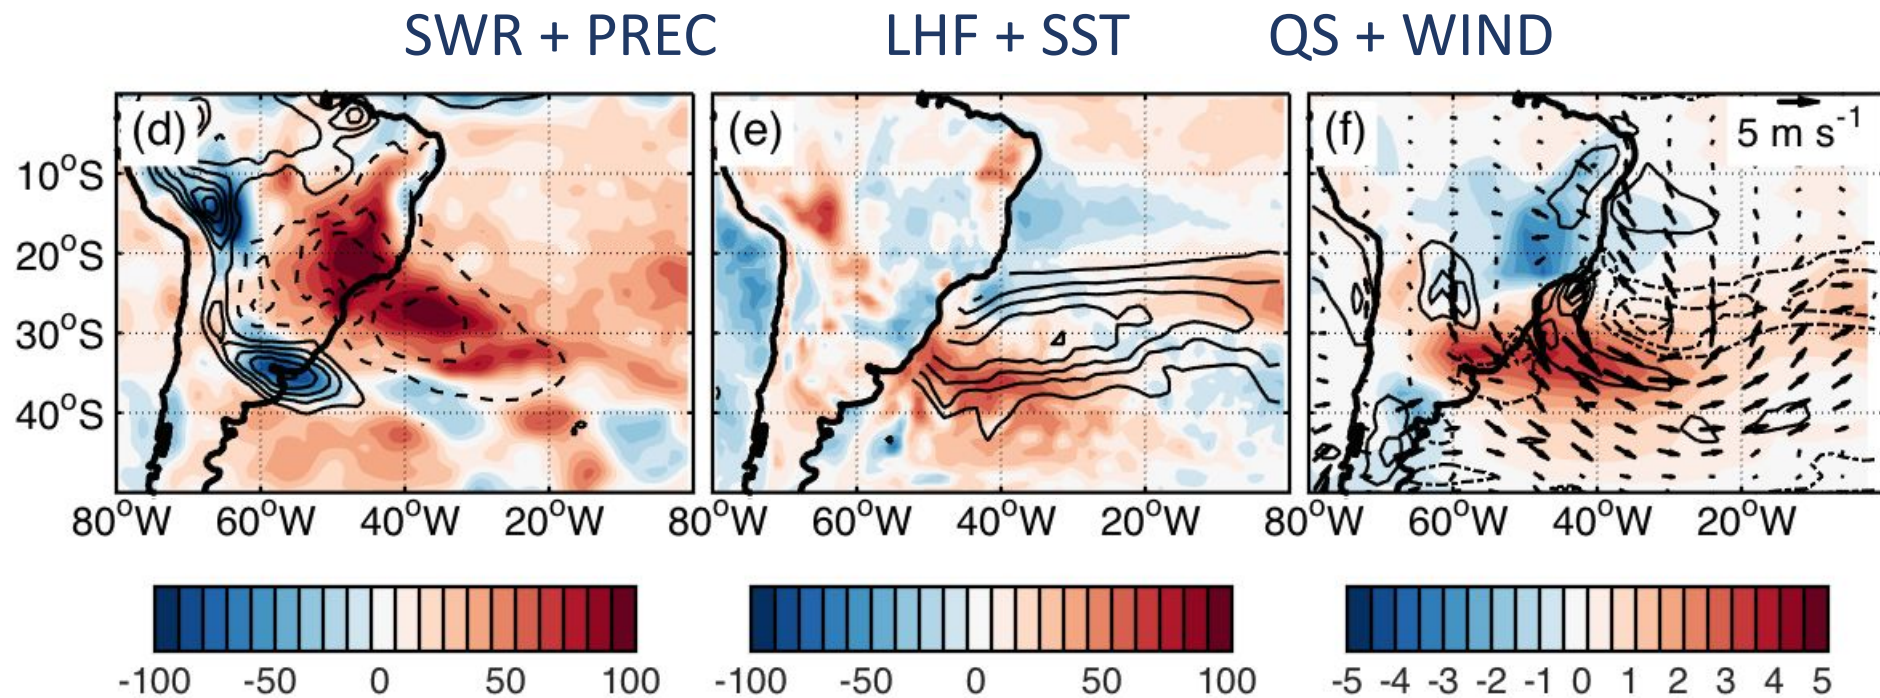 SWR + PREC LHF + SST QS + WIND
(d) (e) (f) 5 m s⁻¹
10°S
20°S
30°S
40°S
80°W 60°W 40°W 20°W 80°W 60°W 40°W 20°W 80°W 60°W 40°W 20°W
-100 -50 0 50 100 -100 -50 0 50 100 -5 -4 -3 -2 -1 0 1 2 3 4 5